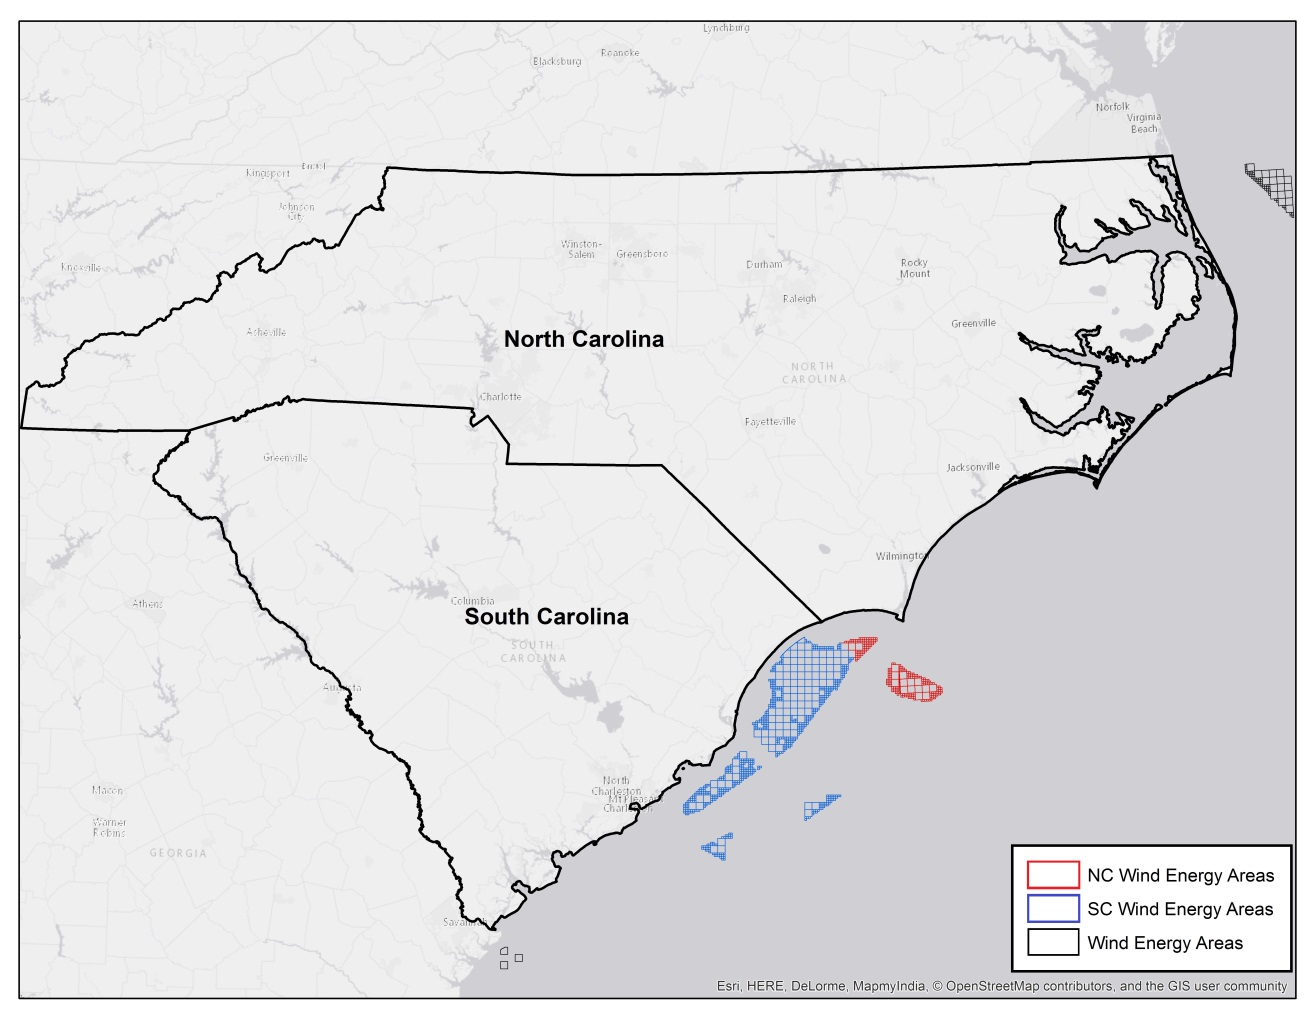 Lynchburg
Roanoke
Blacksburg
Norfolk
Virginia
Beach
Kingsport
Johnson
City
Knoxville
Winston-
Salem
Greensboro
Durham
Rocky
Mount
Raleigh
Greenville
Asheville
North Carolina
NORTH
CAROLINA
Charlotte
Fayetteville
Greenville
Jacksonville
Wilmington
Athens
Columbia
South Carolina
SOUTH
CAROLINA
Augusta
North
Charleston
Mt Pleasant
Macon
Warner
Robins
GEORGIA
Savannah
NC Wind Energy Areas
SC Wind Energy Areas
Wind Energy Areas
Esri, HERE, DeLorme, MapmyIndia, © OpenStreetMap contributors, and the GIS user community